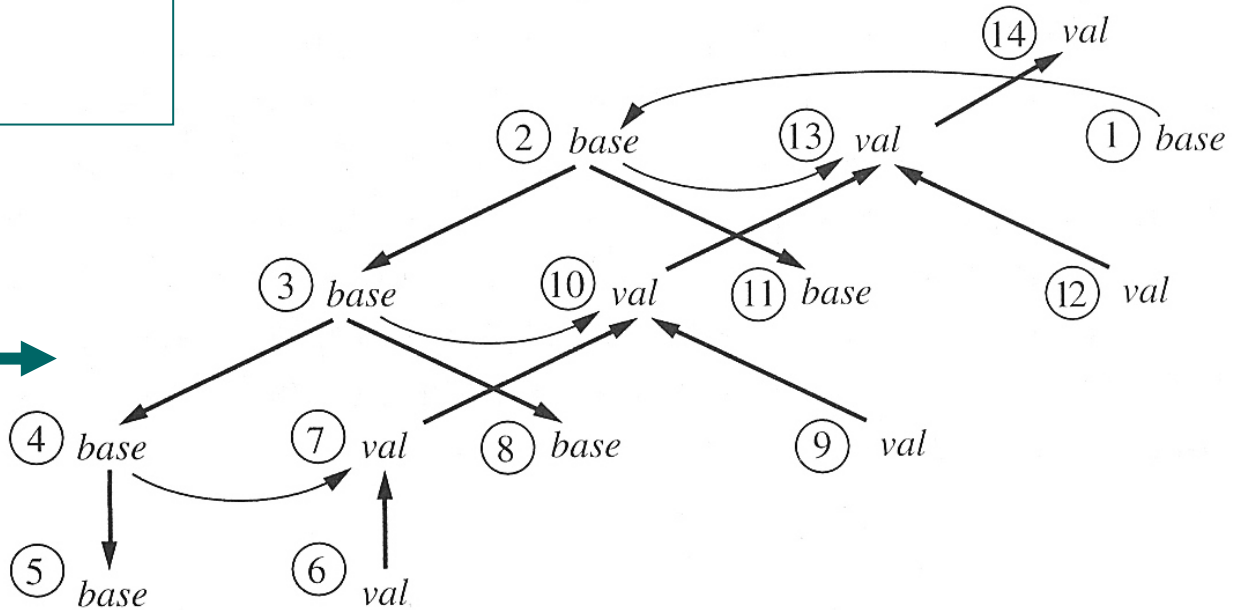 14 val
2 base 13 val 1 base
3 base 10 val 11 base 12 val
4 base 7 val 8 base 9 val
5 base 6 val